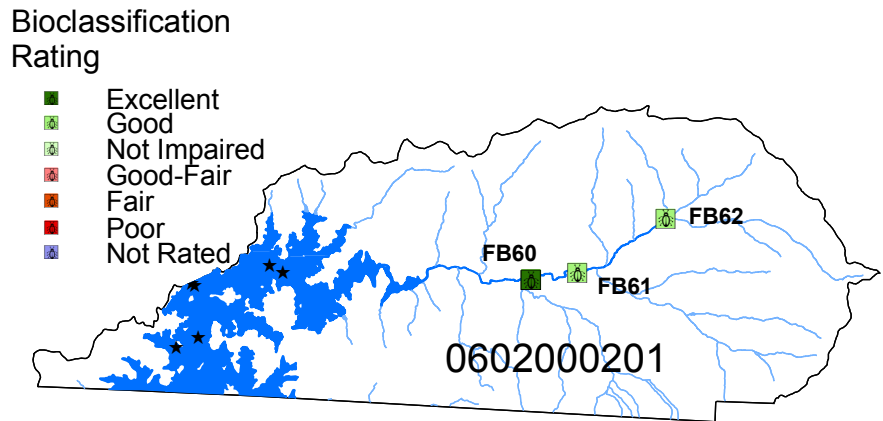 Bioclassification
Rating
Excellent
Good
Not Impaired
Good-Fair
Fair
Poor
Not Rated
FB62
FB60
FB61
0602000201